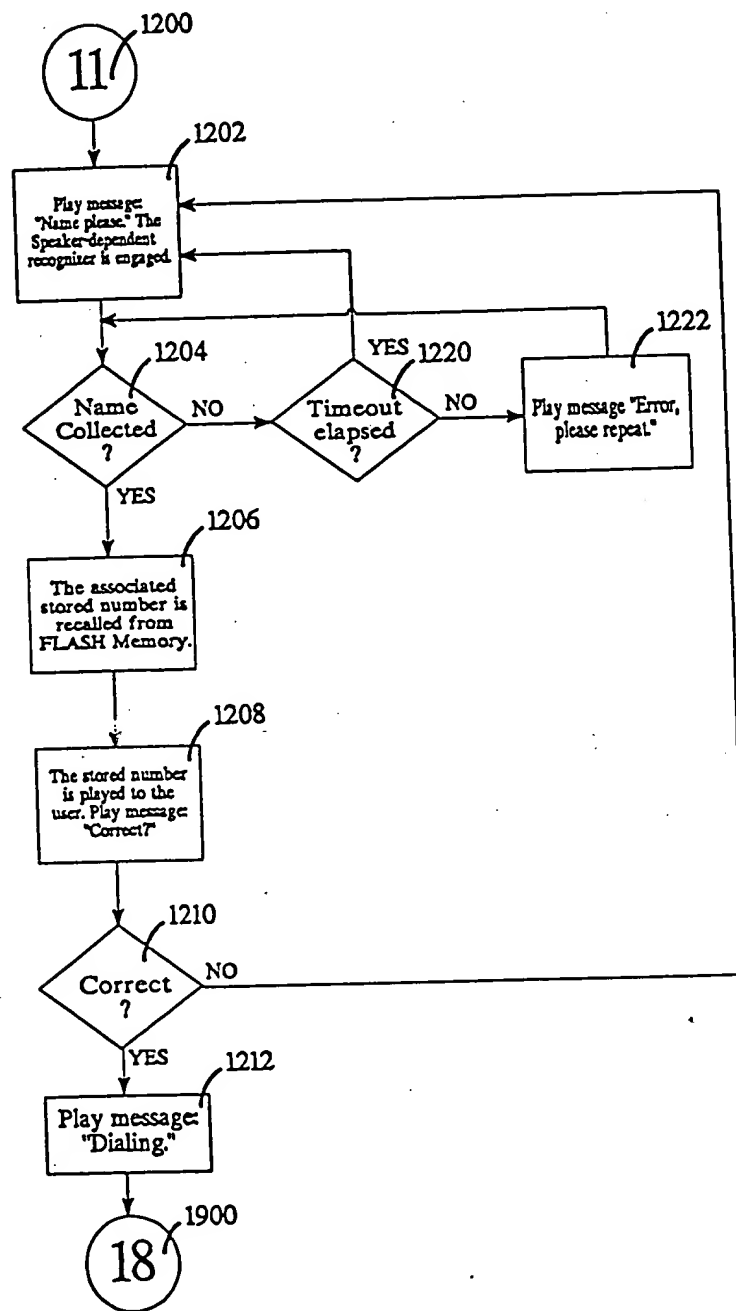 1200
11
1202
Play message:
"Name please." The
Speaker-dependent
recognizer is engaged.
1204
Name
Collected
?
NO
YES
1220
Timeout
elapsed
?
YES
NO
1222
Play message "Error,
please repeat."
1206
The associated
stored number is
recalled from
FLASH Memory.
1208
The stored number
is played to the
user. Play message:
"Correct?"
1210
Correct
?
NO
YES
1212
Play message:
"Dialing."
1900
18